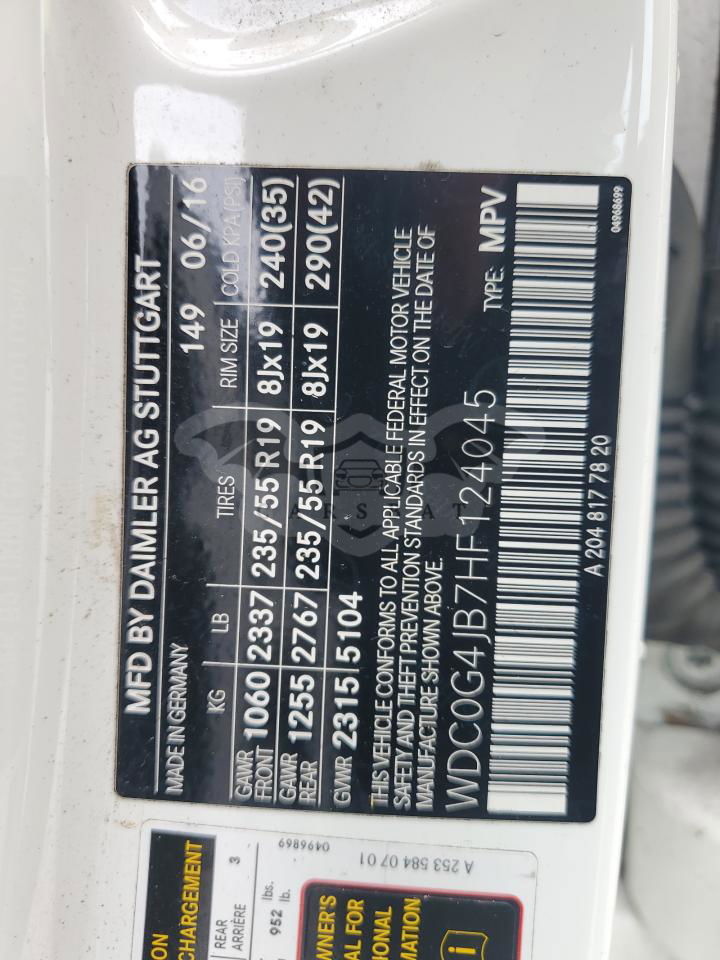 MFD BY DAIMLER AG STUTTGART
MADE IN GERMANY 149 06/16
KG LB TIRES RIM SIZE COLD KPA(PSI)
GAWR FRONT 1060 2337 235/55 R19 8Jx19 240(35)
GAWR REAR 1255 2767 235/55 R19 8Jx19 290(42)
GVWR 2315 5104
THIS VEHICLE CONFORMS TO ALL APPLICABLE FEDERAL MOTOR VEHICLE
SAFETY AND THEFT PREVENTION STANDARDS IN EFFECT ON THE DATE OF
MANUFACTURE SHOWN ABOVE.
WDC0G4JB7HF124045 TYPE: MPV
A 204 817 78 20
04968699
CHARGEMENT
REAR
ARRIÈRE 3
952 lbs.
lb.
0496869
A 253 584 07 01